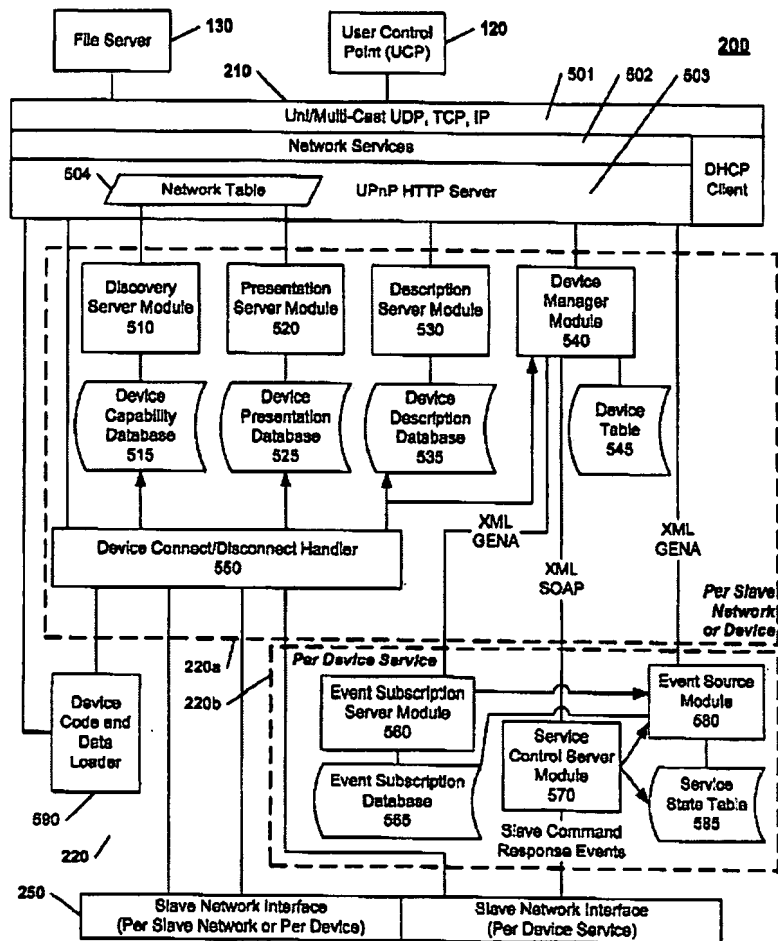 130
120
File Server
User Control
Point (UCP)
200
210
501
502
503
Uni/Multi-Cast UDP, TCP, IP
Network Services
DHCP
Client
504
Network Table
UPnP HTTP Server
Discovery
Server Module
510
Presentation
Server Module
520
Description
Server Module
530
Device
Manager
Module
540
Device
Capability
Database
515
Device
Presentation
Database
525
Device
Description
Database
535
Device
Table
545
XML
GENA
XML
SOAP
XML
GENA
Device Connect/Disconnect Handler
550
Per Slave
Network
or Device
220a
220b
Per Device Service
Device
Code and
Data
Loader
590
220
Event Subscription
Server Module
560
Event Source
Module
580
Service
Control Server
Module
570
Event Subscription
Database
565
Service
State Table
585
Slave Command
Response Events
250
Slave Network Interface
(Per Slave Network or Per Device)
Slave Network Interface
(Per Device Service)